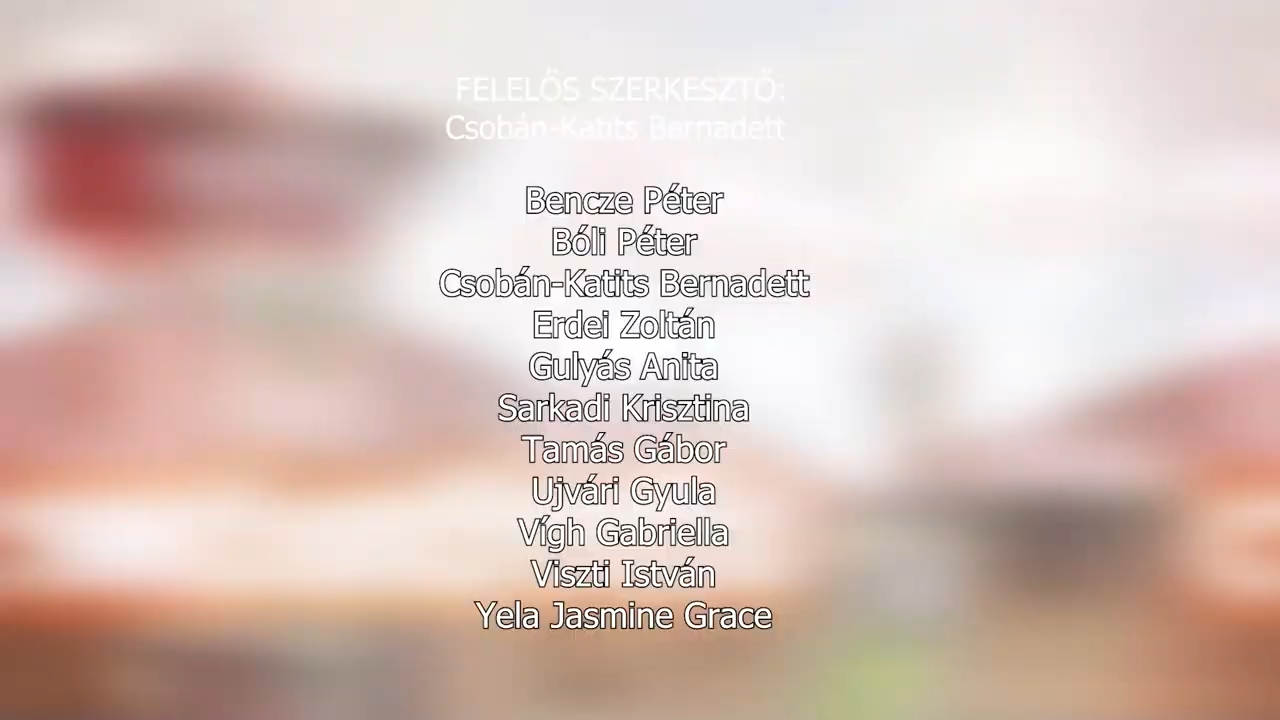 FELELŐS SZERKESZTŐ:
Csobán-Katits Bernadett
Bencze Péter
Bóli Péter
Csobán-Katits Bernadett
Erdei Zoltán
Gulyás Anita
Sarkadi Krisztina
Tamás Gábor
Ujvári Gyula
Vígh Gabriella
Viszti István
Yela Jasmine Grace